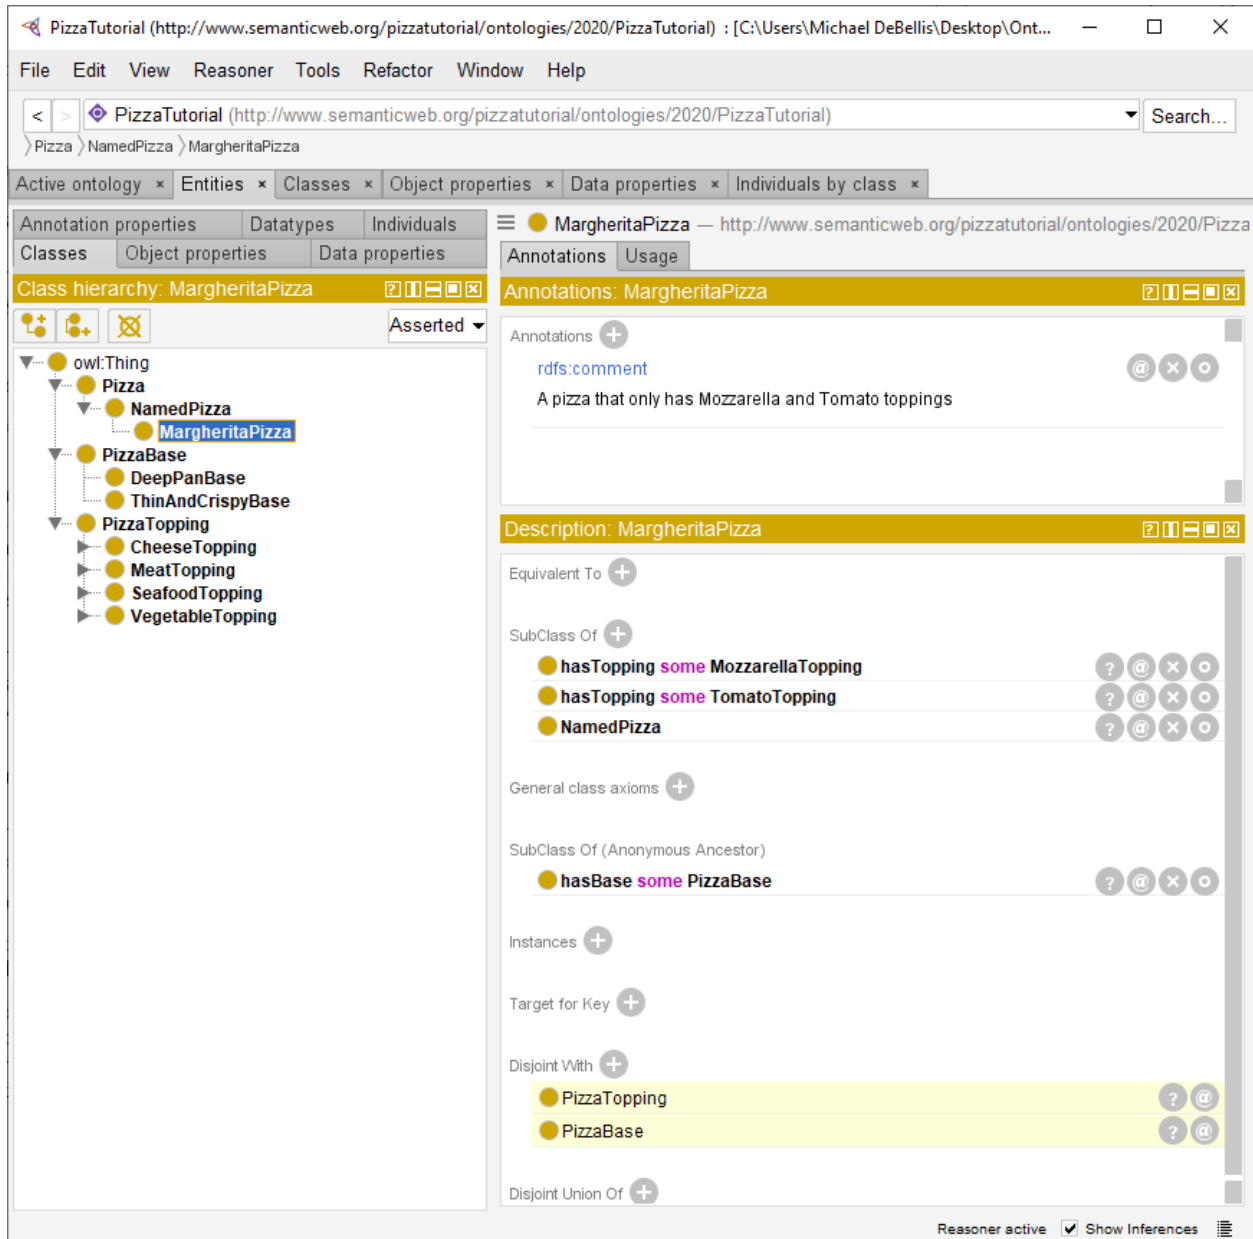 PizzaTutorial (http://www.semanticweb.org/pizzatutorial/ontologies/2020/PizzaTutorial) : [C:\Users\Michael DeBellis\Desktop\Ont...
File Edit View Reasoner Tools Refactor Window Help
< > PizzaTutorial (http://www.semanticweb.org/pizzatutorial/ontologies/2020/PizzaTutorial) Search...
Pizza NamedPizza MargheritaPizza
Active ontology × Entities × Classes × Object properties × Data properties × Individuals by class ×
Annotation properties Datatypes Individuals
Classes Object properties Data properties
Class hierarchy: MargheritaPizza
Asserted
owl:Thing
Pizza
NamedPizza
MargheritaPizza
PizzaBase
DeepPanBase
ThinAndCrispyBase
PizzaTopping
CheeseTopping
MeatTopping
SeafoodTopping
VegetableTopping
MargheritaPizza — http://www.semanticweb.org/pizzatutorial/ontologies/2020/Pizza
Annotations Usage
Annotations: MargheritaPizza
Annotations
rdfs:comment
A pizza that only has Mozzarella and Tomato toppings
Description: MargheritaPizza
Equivalent To
SubClass Of
hasTopping some MozzarellaTopping
hasTopping some TomatoTopping
NamedPizza
General class axioms
SubClass Of (Anonymous Ancestor)
hasBase some PizzaBase
Instances
Target for Key
Disjoint With
PizzaTopping
PizzaBase
Disjoint Union Of
Reasoner active Show Inferences